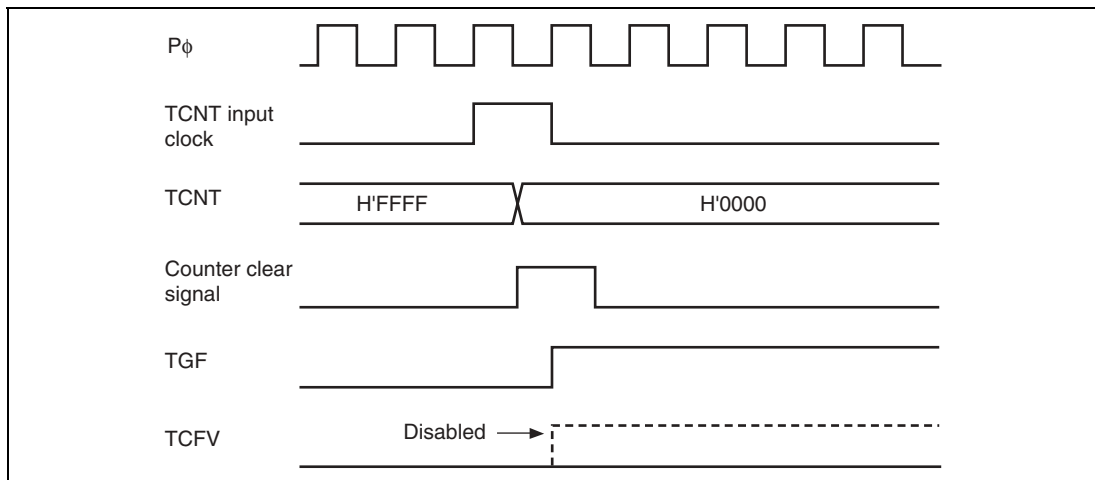 Pϕ
TCNT input
clock
TCNT
H'FFFF
H'0000
Counter clear
signal
TGF
TCFV
Disabled